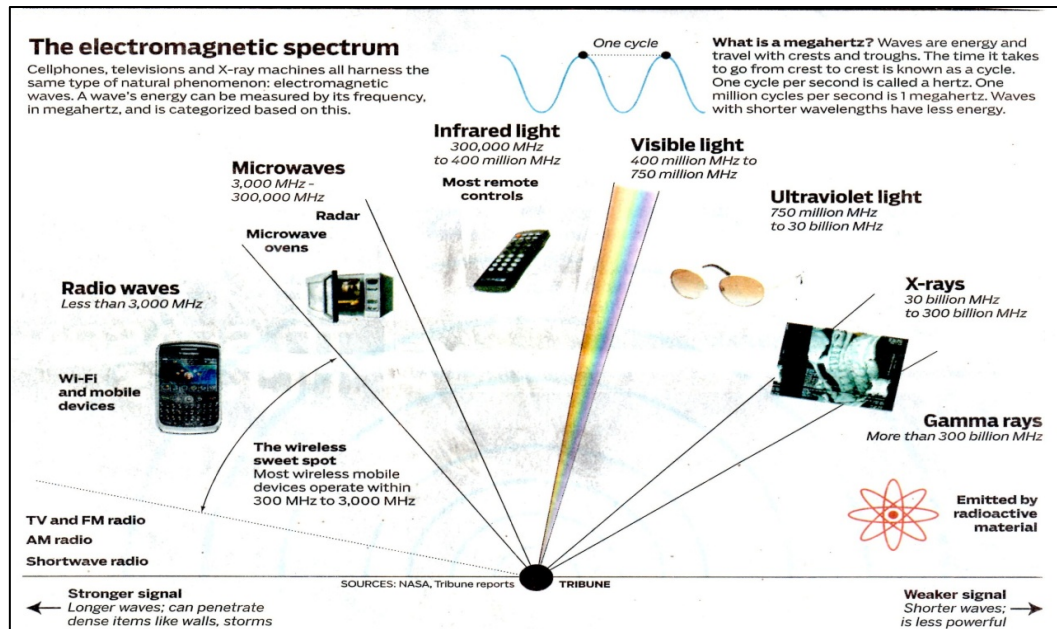 The electromagnetic spectrum
Cellphones, televisions and X-ray machines all harness the
same type of natural phenomenon: electromagnetic
waves. A wave's energy can be measured by its frequency,
in megahertz, and is categorized based on this.
One cycle
What is a megahertz? Waves are energy and
travel with crests and troughs. The time it takes
to go from crest to crest is known as a cycle.
One cycle per second is called a hertz. One
million cycles per second is 1 megahertz. Waves
with shorter wavelengths have less energy.
Radio waves
Less than 3,000 MHz
Wi-Fi
and mobile
devices
Microwaves
3,000 MHz –
300,000 MHz
Radar
Microwave
ovens
Infrared light
300,000 MHz
to 400 million MHz
Most remote
controls
Visible light
400 million MHz to
750 million MHz
Ultraviolet light
750 million MHz
to 30 billion MHz
X-rays
30 billion MHz
to 300 billion MHz
Gamma rays
More than 300 billion MHz
Emitted by
radioactive
material
The wireless
sweet spot
Most wireless mobile
devices operate within
300 MHz to 3,000 MHz
TV and FM radio
AM radio
Shortwave radio
SOURCES: NASA, Tribune reports
TRIBUNE
Stronger signal
Longer waves; can penetrate
dense items like walls, storms
Weaker signal
Shorter waves;
is less powerful